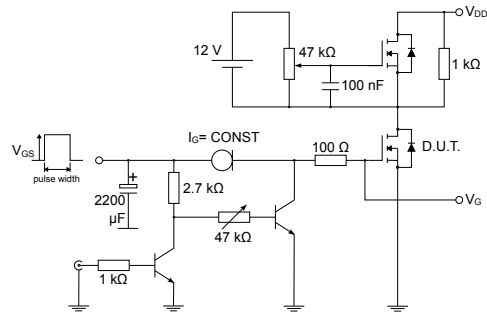 V_DD
12 V
47 kΩ
1 kΩ
100 nF
I_G= CONST
V_GS
pulse width
100 Ω
D.U.T.
+
2.7 kΩ
2200
μF
47 kΩ
V_G
1 kΩ